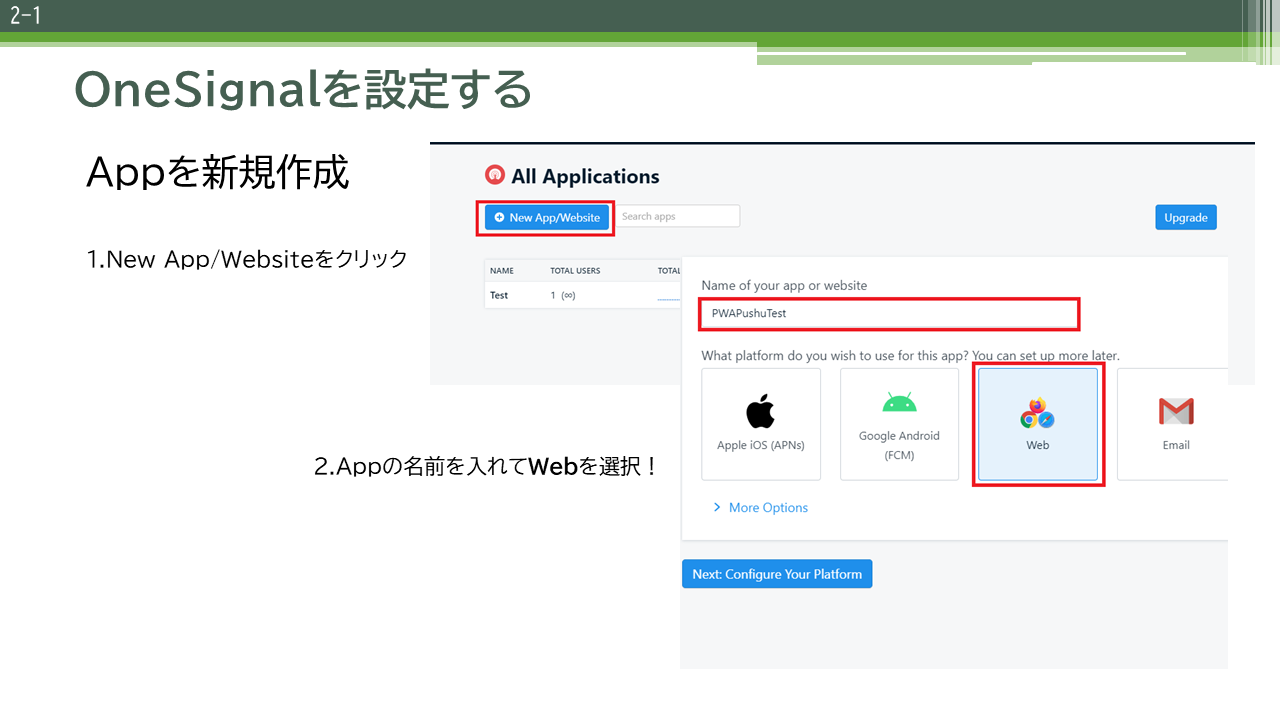 2-1
OneSignalを設定する
Appを新規作成
1.New App/Websiteをクリック
All Applications
New App/Website
Search apps
Upgrade
NAME TOTAL USERS TOTAL
Test 1 (∞)
Name of your app or website
PWAPushuTest
What platform do you wish to use for this app? You can set up more later.
Apple iOS (APNs)
Google Android
(FCM)
Web
Email
2.Appの名前を入れてWebを選択！
More Options
Next: Configure Your Platform